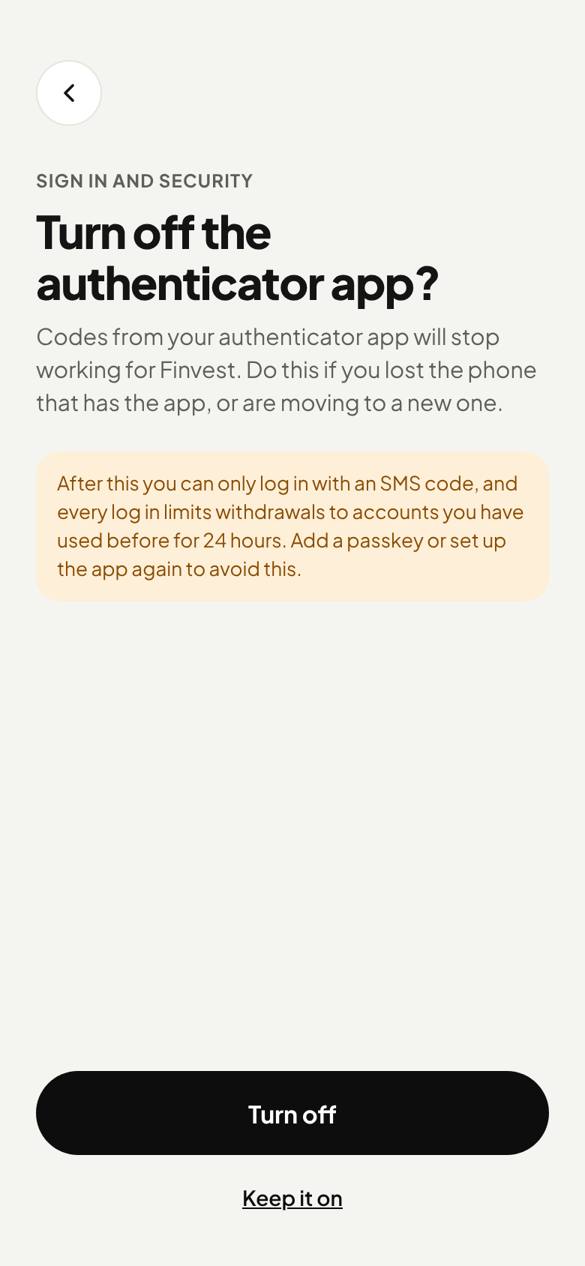 SIGN IN AND SECURITY
Turn off the
authenticator app?
Codes from your authenticator app will stop
working for Finvest. Do this if you lost the phone
that has the app, or are moving to a new one.
After this you can only log in with an SMS code, and
every log in limits withdrawals to accounts you have
used before for 24 hours. Add a passkey or set up
the app again to avoid this.
Turn off
Keep it on